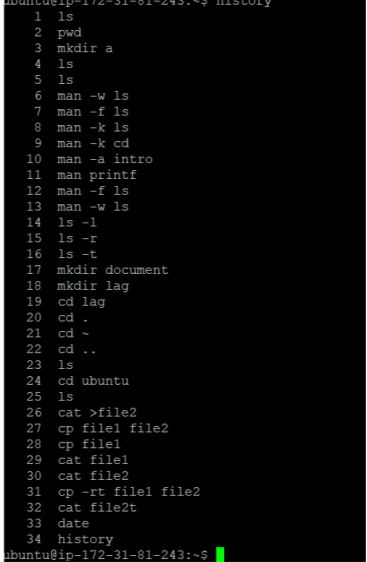 ubuntu@ip-172-31-81-243:~$ history
1 ls
2 pwd
3 mkdir a
4 ls
5 ls
6 man -w ls
7 man -f ls
8 man -k ls
9 man -k cd
10 man -a intro
11 man printf
12 man -f ls
13 man -w ls
14 ls -l
15 ls -r
16 ls -t
17 mkdir document
18 mkdir lag
19 cd lag
20 cd .
21 cd ~
22 cd ..
23 ls
24 cd ubuntu
25 ls
26 cat >file2
27 cp file1 file2
28 cp file1
29 cat file1
30 cat file2
31 cp -rt file1 file2
32 cat file2t
33 date
34 history
ubuntu@ip-172-31-81-243:~$